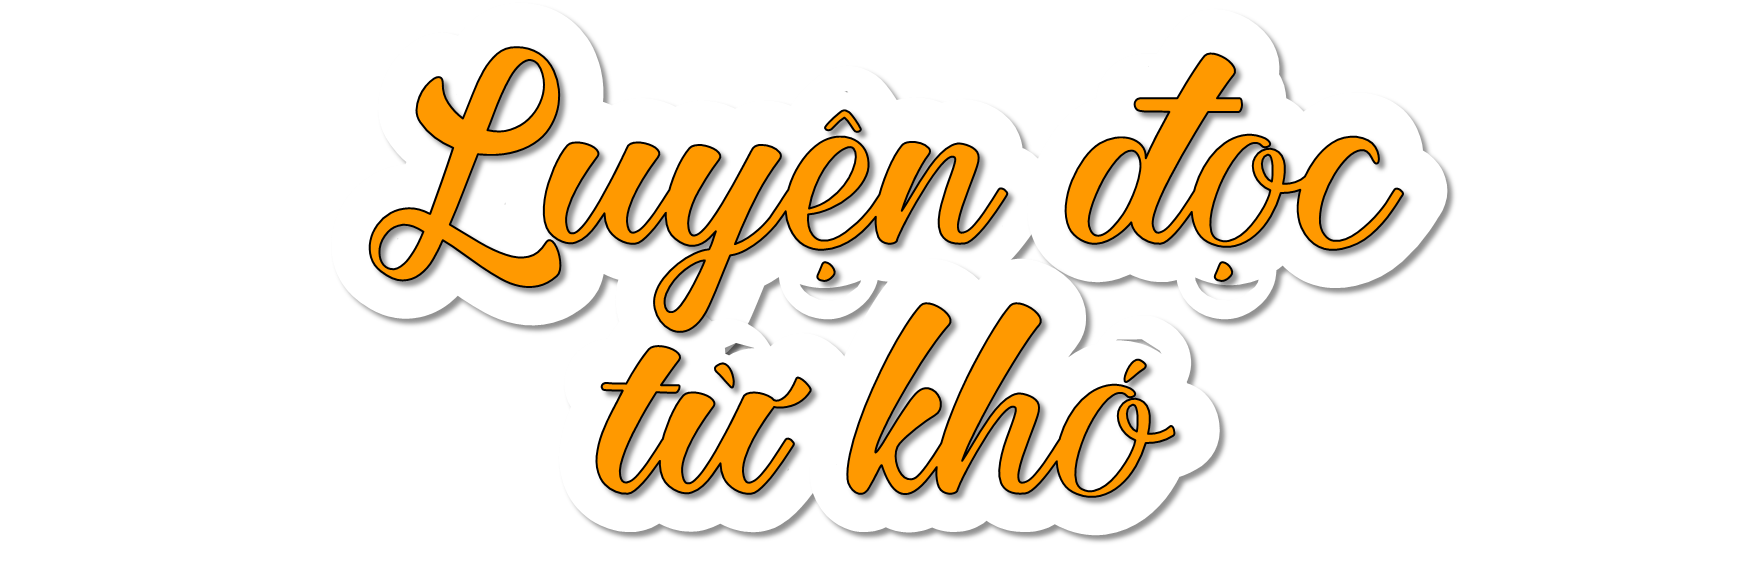 Luyện đọc
từ khó